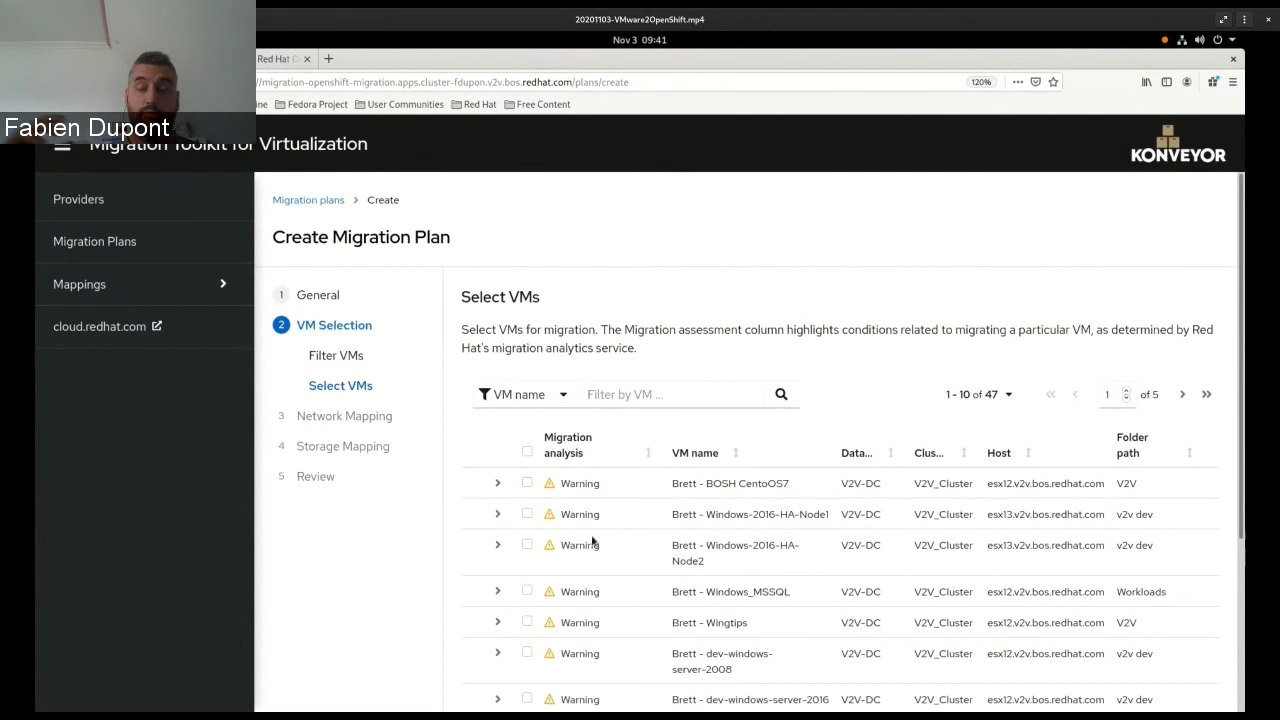 20201103-VMware2OpenShift.mp4
Nov 3 09:41
Red Hat
//migration-openshift-migration.apps.cluster-fdupon.v2v.bos.redhat.com/plans/create
120%
ine Fedora Project User Communities Red Hat Free Content
Fabien Dupont
Migration Toolkit for Virtualization
KONVEYOR
Providers
Migration Plans
Mappings
cloud.redhat.com
Migration plans > Create
Create Migration Plan
1 General
2 VM Selection
Filter VMs
Select VMs
3 Network Mapping
4 Storage Mapping
5 Review
Select VMs
Select VMs for migration. The Migration assessment column highlights conditions related to migrating a particular VM, as determined by Red
Hat's migration analytics service.
VM name Filter by VM ... 1 - 10 of 47 1 of 5
Migration analysis VM name Data... Clus... Host Folder path
Warning Brett - BOSH CentoOS7 V2V-DC V2V_Cluster esx12.v2v.bos.redhat.com V2V
Warning Brett - Windows-2016-HA-Node1 V2V-DC V2V_Cluster esx13.v2v.bos.redhat.com v2v dev
Warning Brett - Windows-2016-HA-Node2 V2V-DC V2V_Cluster esx13.v2v.bos.redhat.com v2v dev
Warning Brett - Windows_MSSQL V2V-DC V2V_Cluster esx12.v2v.bos.redhat.com Workloads
Warning Brett - Wingtips V2V-DC V2V_Cluster esx12.v2v.bos.redhat.com V2V
Warning Brett - dev-windows-server-2008 V2V-DC V2V_Cluster esx12.v2v.bos.redhat.com v2v dev
Warning Brett - dev-windows-server-2016 V2V-DC V2V_Cluster esx12.v2v.bos.redhat.com v2v dev